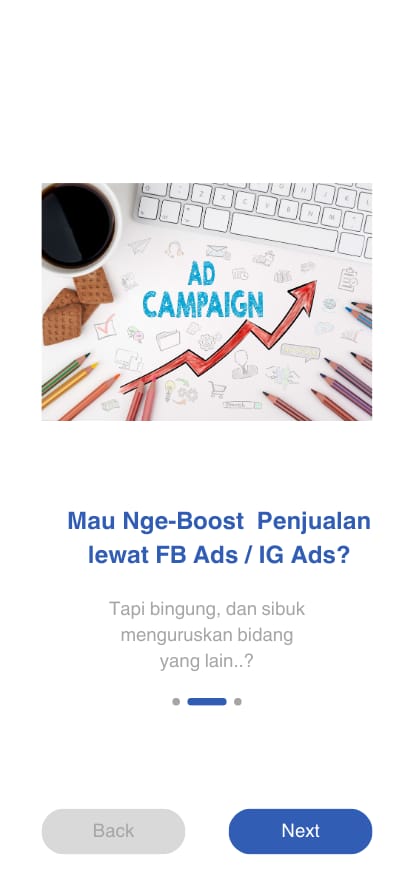 AD
CAMPAIGN
Mau Nge-Boost  Penjualan
lewat FB Ads / IG Ads?
Tapi bingung, dan sibuk
menguruskan bidang
yang lain..?
Back
Next